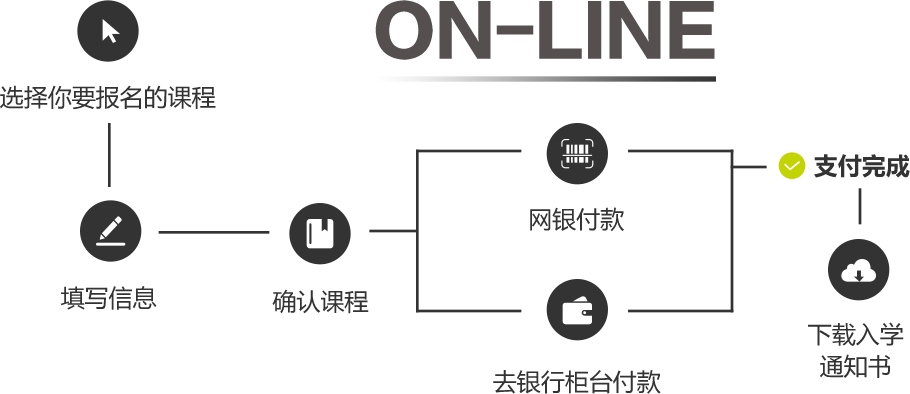 ON-LINE
选择你要报名的课程
填写信息
确认课程
网银付款
去银行柜台付款
支付完成
下载入学
通知书